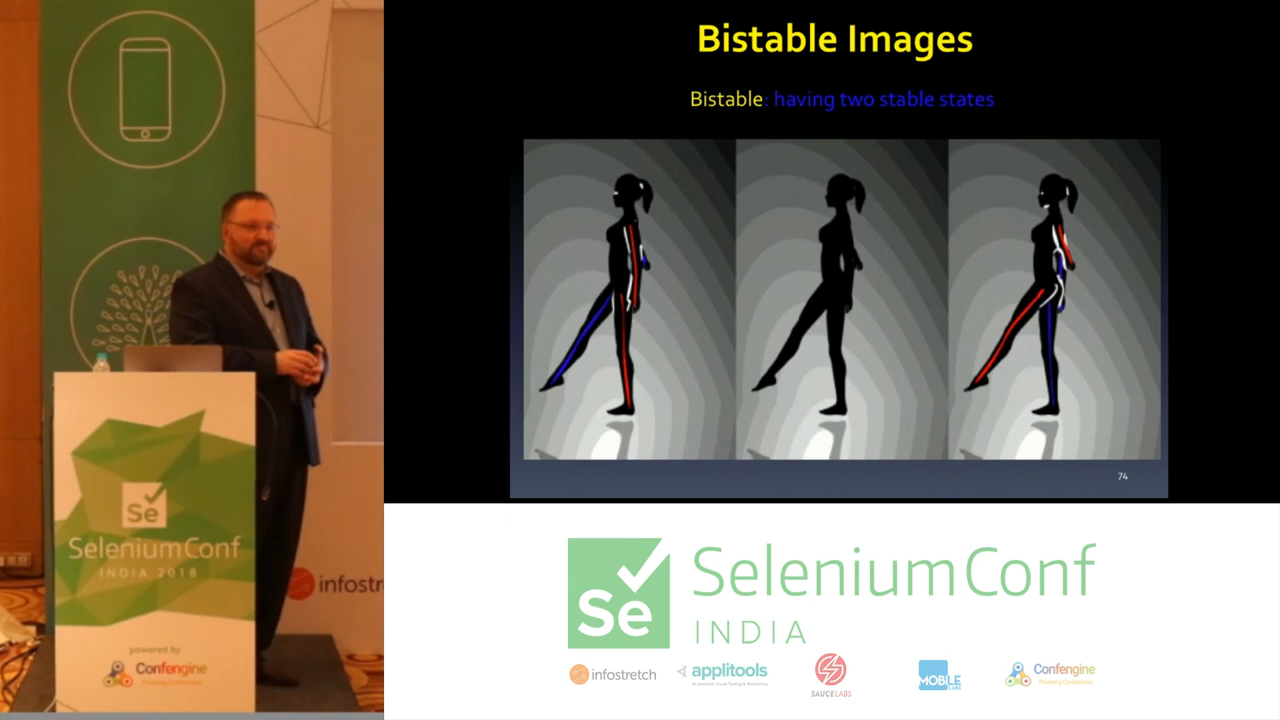 Bistable Images
Bistable: having two stable states
74
Se
SeleniumConf
INDIA 2018
infostr
powered by
Confengine
Se
SeleniumConf
INDIA
infostretch
applitools
SAUCELABS
MOBILE
LABS
Confengine